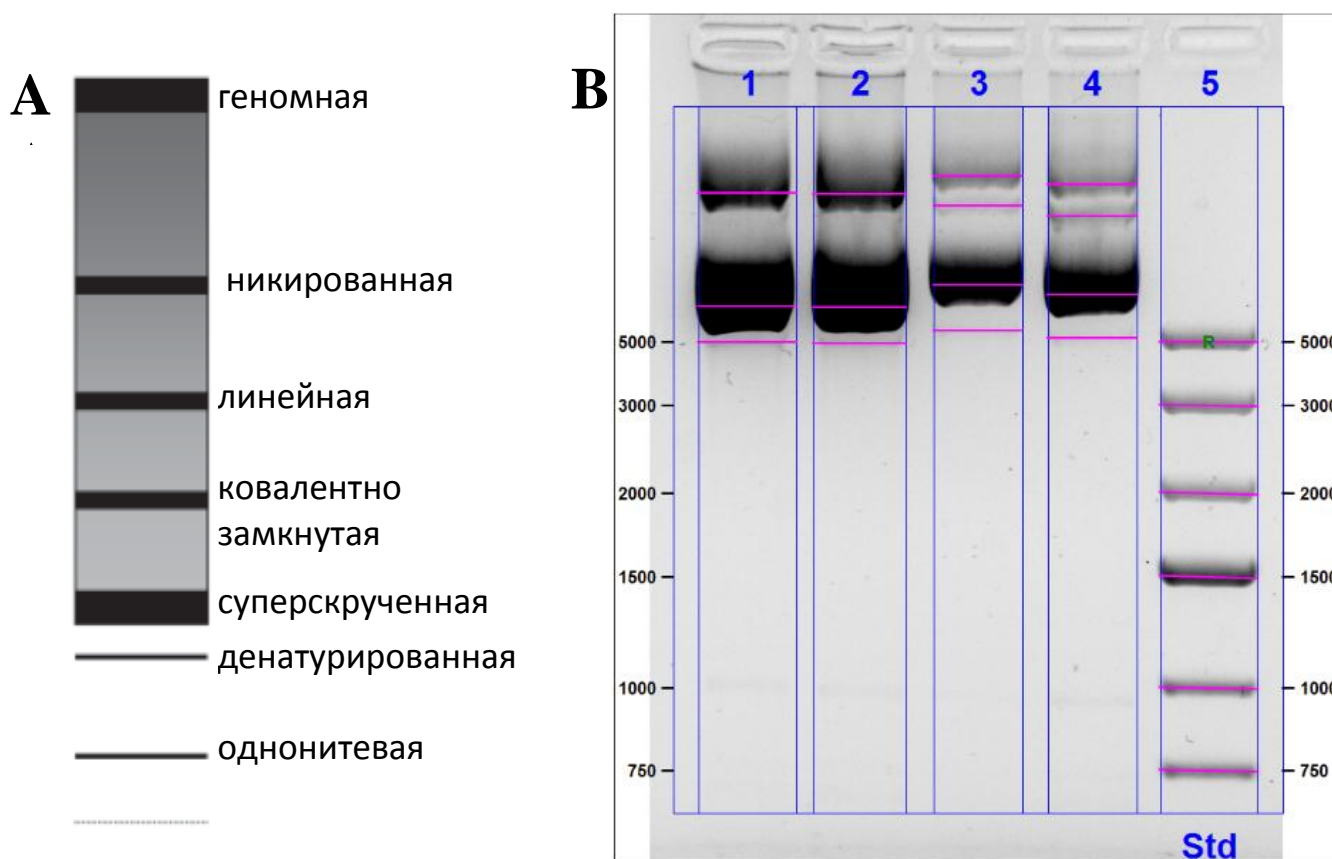 A
геномная
никированная
линейная
ковалентно
замкнутая
суперскрученная
денатурированная
однонитевая
B
1 2 3 4 5
5000 R 5000
3000 3000
2000 2000
1500 1500
1000 1000
750 750
Std